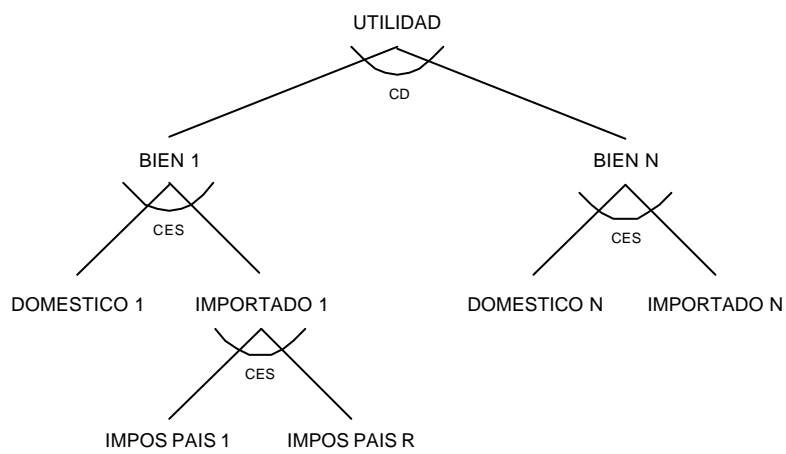 UTILIDAD
CD
BIEN 1 BIEN N
CES CES
DOMESTICO 1 IMPORTADO 1 DOMESTICO N IMPORTADO N
CES
IMPOS PAIS 1 IMPOS PAIS R